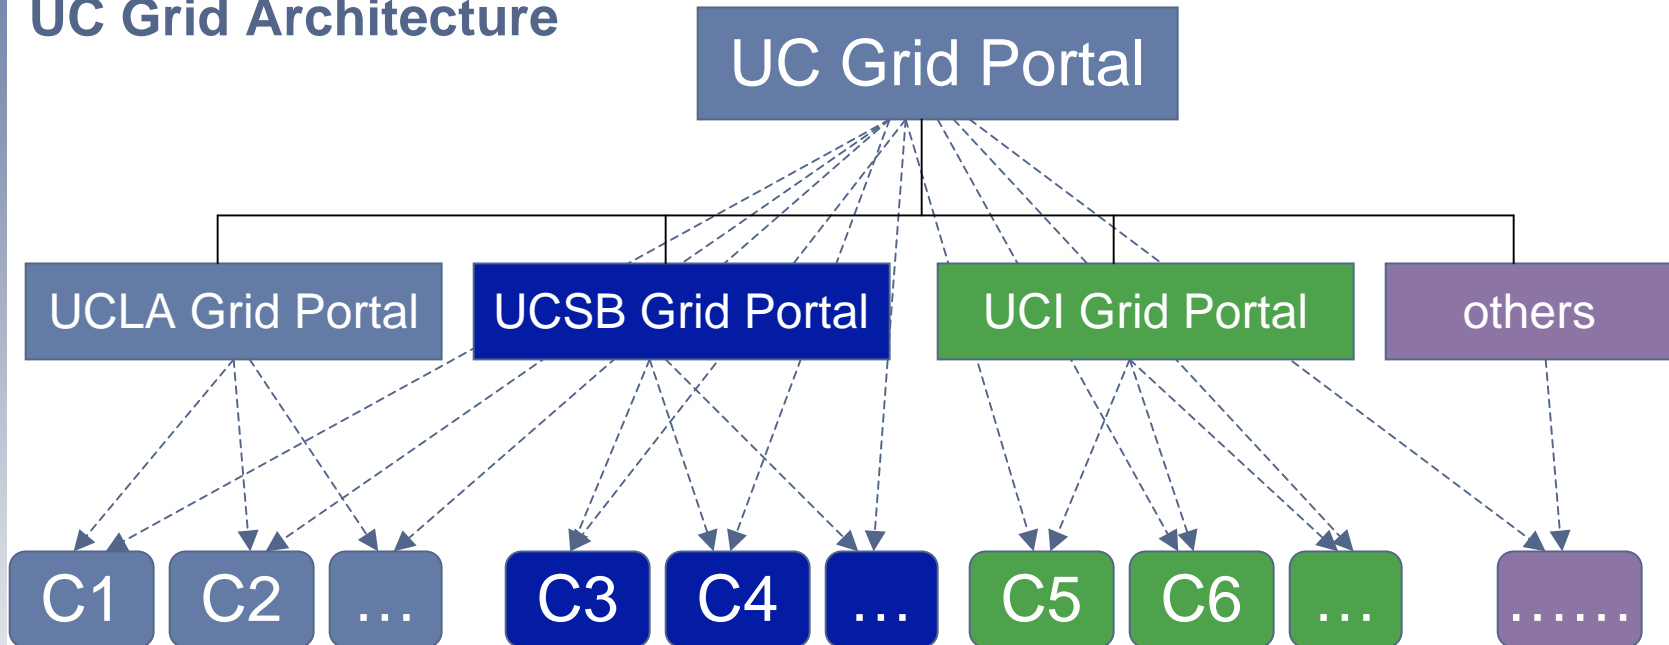 UC Grid Architecture
UC Grid Portal
UCLA Grid Portal
UCSB Grid Portal
UCI Grid Portal
others
C1
C2
…
C3
C4
…
C5
C6
…
……